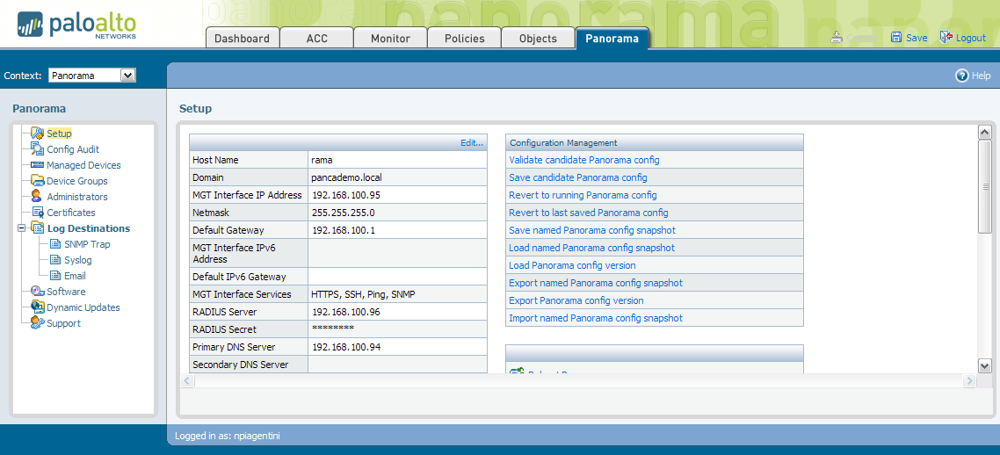 panorama
paloalto
NETWORKS
Dashboard
ACC
Monitor
Policies
Objects
Panorama
Commit
Save
Logout
Context:
Panorama
Help
Panorama
Setup
Config Audit
Managed Devices
Device Groups
Administrators
Certificates
Log Destinations
SNMP Trap
Syslog
Email
Software
Dynamic Updates
Support
Setup
Edit...
Host Name rama
Domain pancademo.local
MGT Interface IP Address 192.168.100.95
Netmask 255.255.255.0
Default Gateway 192.168.100.1
MGT Interface IPv6
Address
Default IPv6 Gateway
MGT Interface Services HTTPS, SSH, Ping, SNMP
RADIUS Server 192.168.100.96
RADIUS Secret ********
Primary DNS Server 192.168.100.94
Secondary DNS Server
Configuration Management
Validate candidate Panorama config
Save candidate Panorama config
Revert to running Panorama config
Revert to last saved Panorama config
Save named Panorama config snapshot
Load named Panorama config snapshot
Load Panorama config version
Export named Panorama config snapshot
Export Panorama config version
Import named Panorama config snapshot
Logged in as: npiagentini